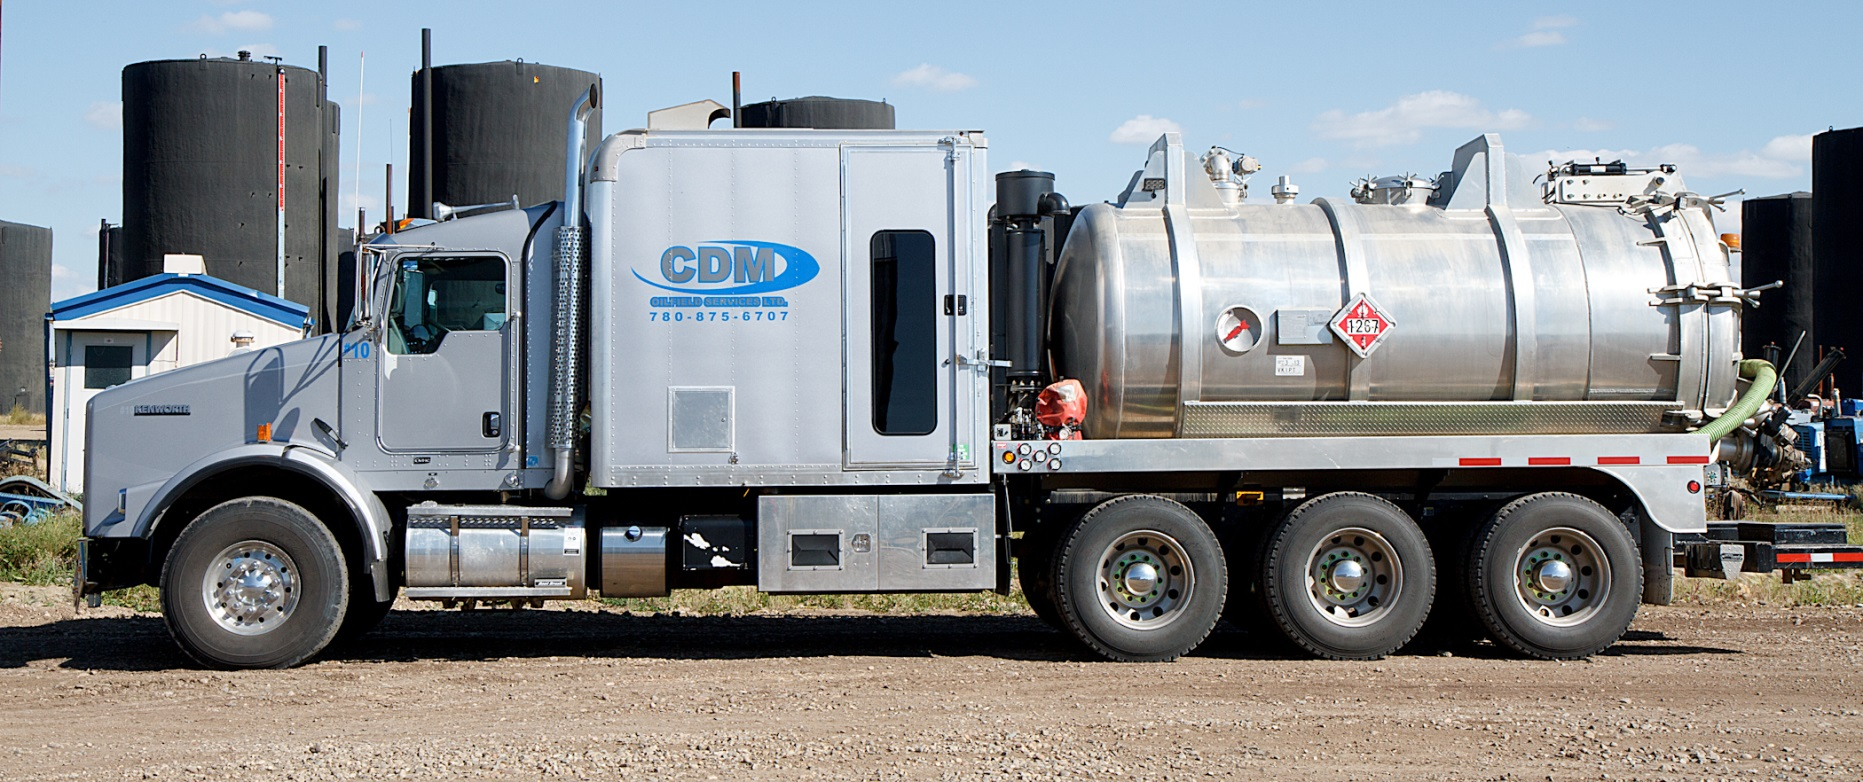 CDM
OILFIELD SERVICES LTD.
780-875-6707
#10
KENWORTH
1267